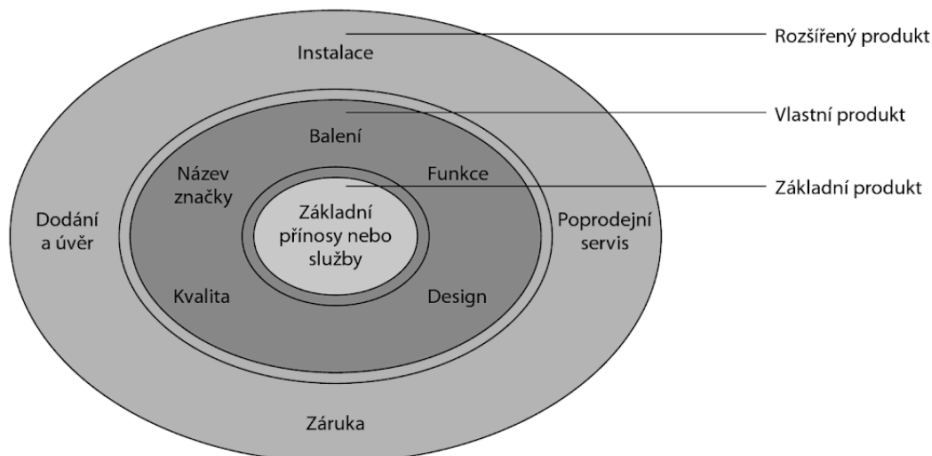 Rozšířený produkt
Instalace
Vlastní produkt
Balení
Název
značky
Funkce
Základní produkt
Základní
přínosy nebo
služby
Dodání
a úvěr
Poprodejní
servis
Kvalita
Design
Záruka